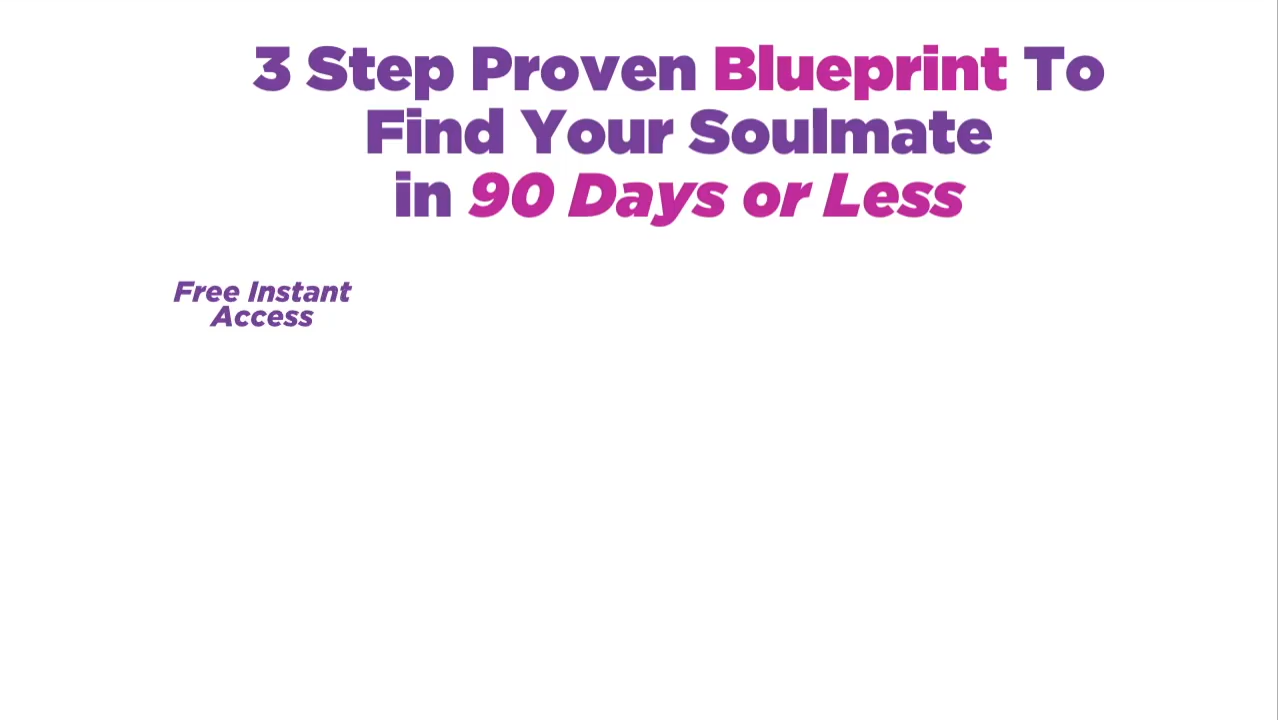 3 Step Proven Blueprint To
Find Your Soulmate
in 90 Days or Less
Free Instant
Access